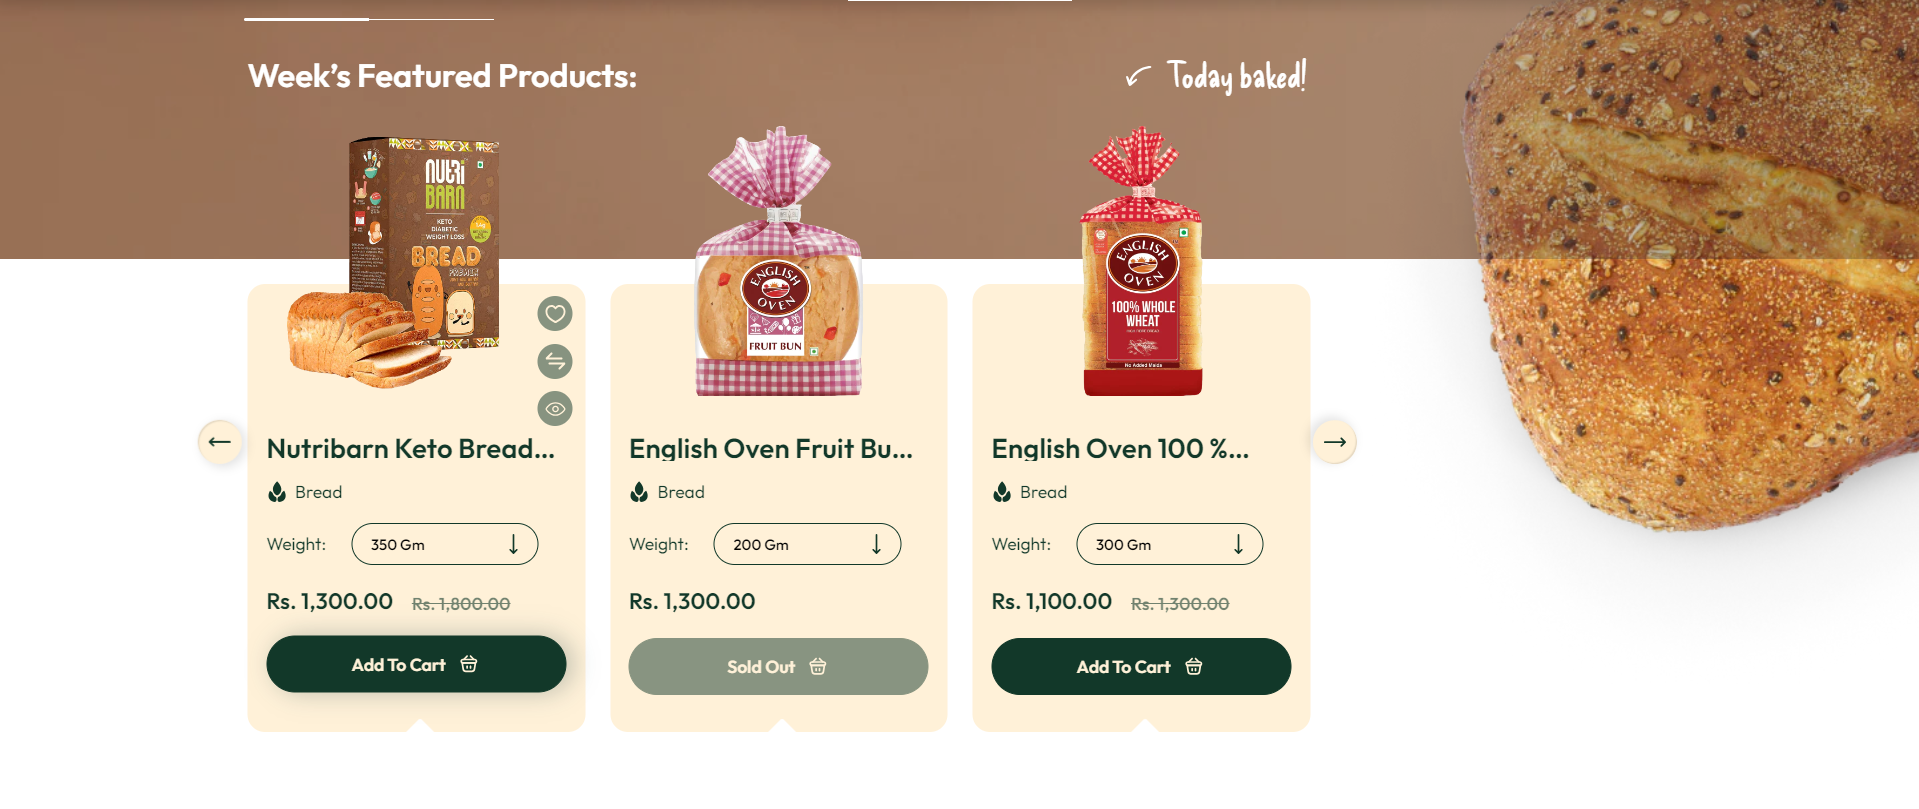 Week's Featured Products:
Today baked!
NUTRi
BARN
KETO
DIABETIC
WEIGHT LOSS
BREAD
PREMIX
ENGLISH
OVEN
FRUIT BUN
ENGLISH
OVEN
100% WHOLE
WHEAT
No Added Maida
Nutribarn Keto Bread...
Bread
Weight:
350 Gm
Rs. 1,300.00 Rs. 1,800.00
Add To Cart
English Oven Fruit Bu...
Bread
Weight:
200 Gm
Rs. 1,300.00
Sold Out
English Oven 100 %...
Bread
Weight:
300 Gm
Rs. 1,100.00 Rs. 1,300.00
Add To Cart